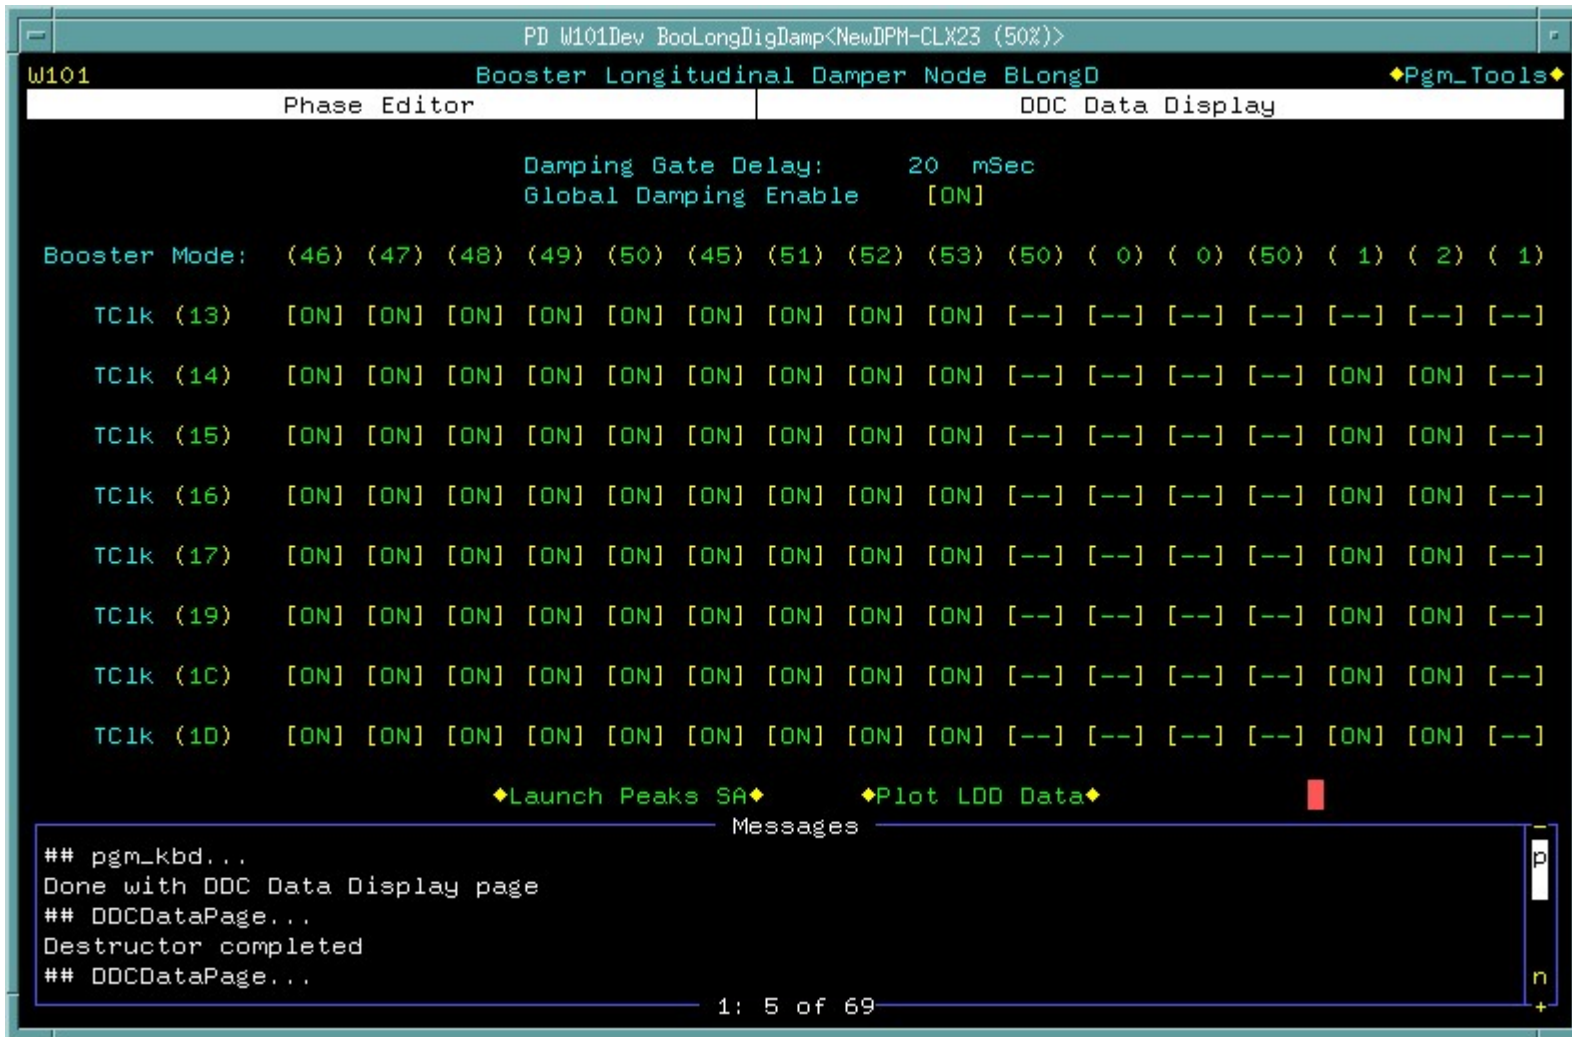 PD W101Dev BooLongDigDamp<NewDPM-CLX23 (50%)>
W101 Booster Longitudinal Damper Node BLongD ◆Pgm_Tools◆
Phase Editor DDC Data Display
Damping Gate Delay: 20 mSec
Global Damping Enable [ON]
Booster Mode: (46) (47) (48) (49) (50) (45) (51) (52) (53) (50) ( 0) ( 0) (50) ( 1) ( 2) ( 1)
TClk (13) [ON] [ON] [ON] [ON] [ON] [ON] [ON] [ON] [ON] [--] [--] [--] [--] [--] [--] [--]
TClk (14) [ON] [ON] [ON] [ON] [ON] [ON] [ON] [ON] [ON] [--] [--] [--] [--] [ON] [ON] [--]
TClk (15) [ON] [ON] [ON] [ON] [ON] [ON] [ON] [ON] [ON] [--] [--] [--] [--] [ON] [ON] [--]
TClk (16) [ON] [ON] [ON] [ON] [ON] [ON] [ON] [ON] [ON] [--] [--] [--] [--] [ON] [ON] [--]
TClk (17) [ON] [ON] [ON] [ON] [ON] [ON] [ON] [ON] [ON] [--] [--] [--] [--] [ON] [ON] [--]
TClk (19) [ON] [ON] [ON] [ON] [ON] [ON] [ON] [ON] [ON] [--] [--] [--] [--] [ON] [ON] [--]
TClk (1C) [ON] [ON] [ON] [ON] [ON] [ON] [ON] [ON] [ON] [--] [--] [--] [--] [ON] [ON] [--]
TClk (1D) [ON] [ON] [ON] [ON] [ON] [ON] [ON] [ON] [ON] [--] [--] [--] [--] [ON] [ON] [--]
◆Launch Peaks SA◆ ◆Plot LDD Data◆
Messages
## pgm_kbd... p
Done with DDC Data Display page
## DDCDataPage...
Destructor completed
## DDCDataPage... n
1: 5 of 69 +